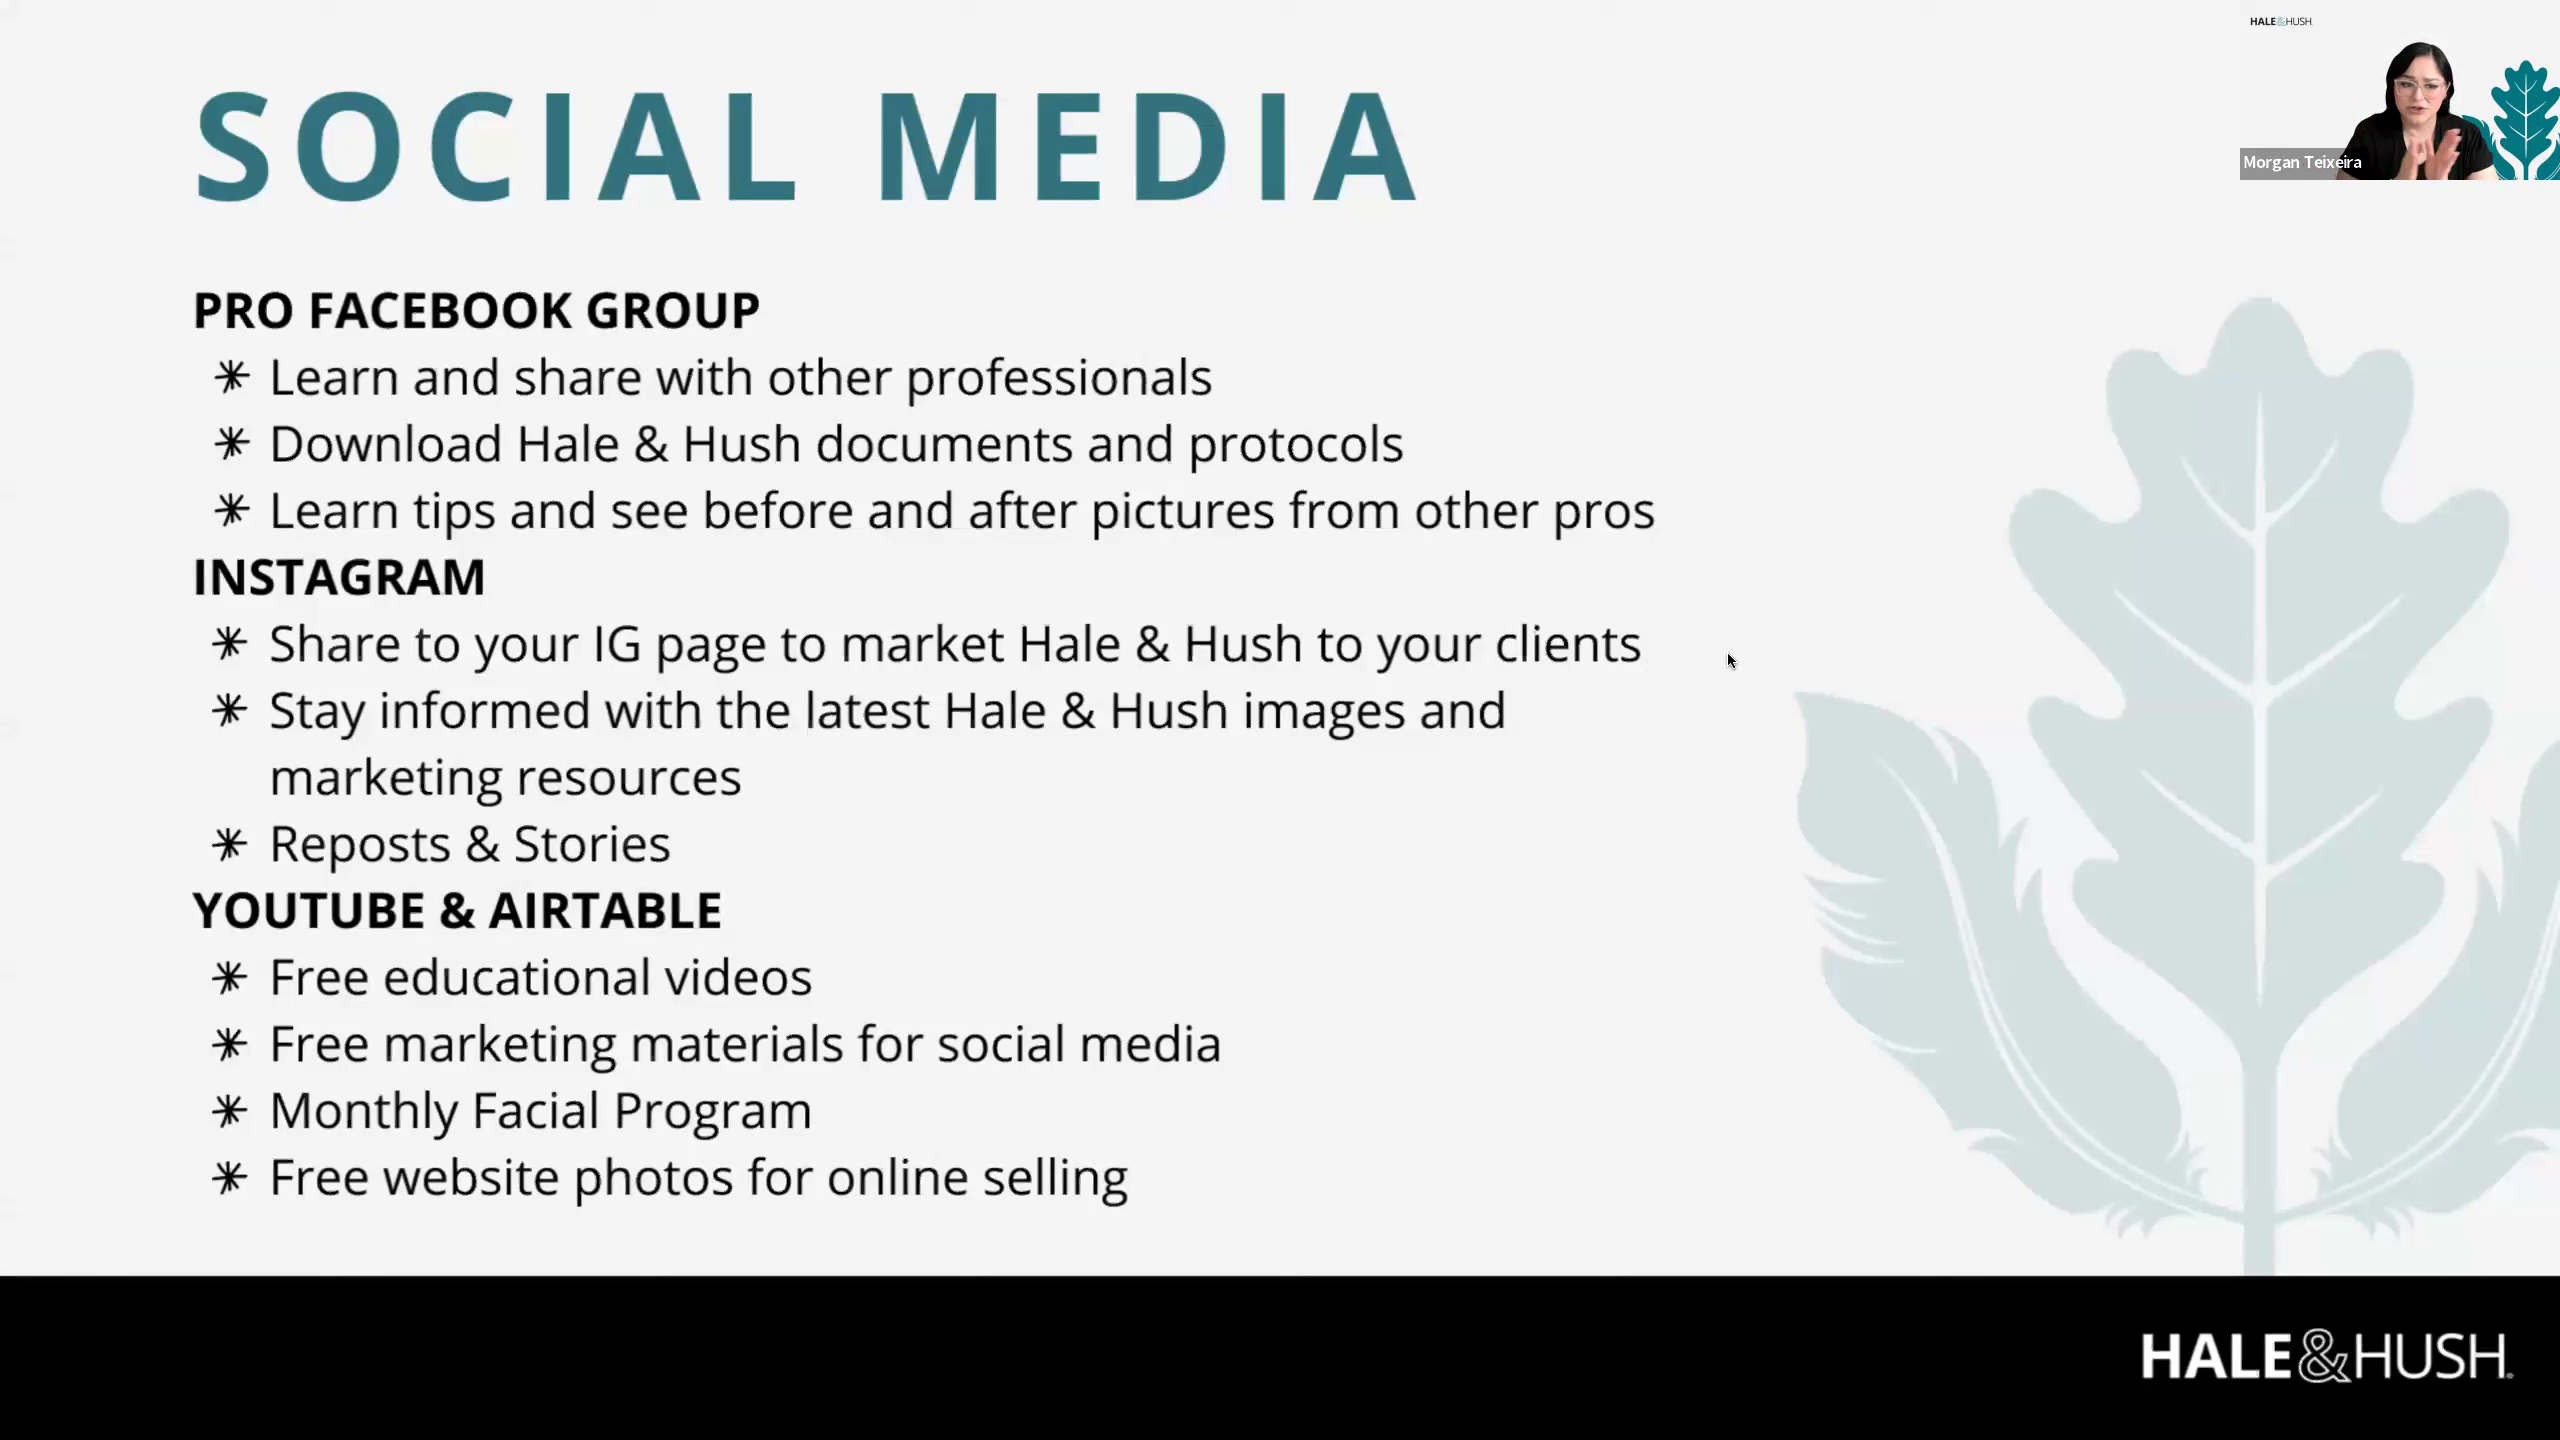 HALE&HUSH
Morgan Teixeira
SOCIAL MEDIA
PRO FACEBOOK GROUP
Learn and share with other professionals
Download Hale & Hush documents and protocols
Learn tips and see before and after pictures from other pros
INSTAGRAM
Share to your IG page to market Hale & Hush to your clients
Stay informed with the latest Hale & Hush images and
marketing resources
Reposts & Stories
YOUTUBE & AIRTABLE
Free educational videos
Free marketing materials for social media
Monthly Facial Program
Free website photos for online selling
HALE&HUSH